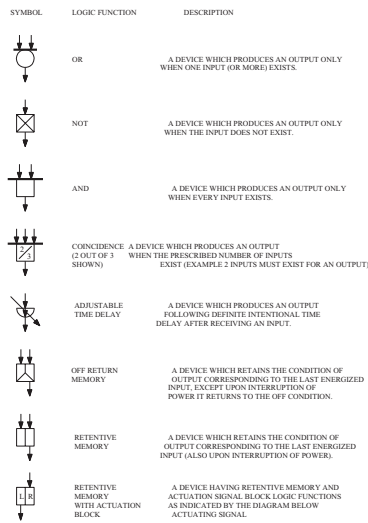 SYMBOL LOGIC FUNCTION DESCRIPTION
OR A DEVICE WHICH PRODUCES AN OUTPUT ONLY
WHEN ONE INPUT (OR MORE) EXISTS.
NOT A DEVICE WHICH PRODUCES AN OUTPUT ONLY
WHEN THE INPUT DOES NOT EXIST.
AND A DEVICE WHICH PRODUCES AN OUTPUT ONLY
WHEN EVERY INPUT EXISTS.
2/3
COINCIDENCE A DEVICE WHICH PRODUCES AN OUTPUT
(2 OUT OF 3 WHEN THE PRESCRIBED NUMBER OF INPUTS
SHOWN) EXIST (EXAMPLE 2 INPUTS MUST EXIST FOR AN OUTPUT)
ADJUSTABLE A DEVICE WHICH PRODUCES AN OUTPUT
TIME DELAY FOLLOWING DEFINITE INTENTIONAL TIME
DELAY AFTER RECEIVING AN INPUT.
OFF RETURN A DEVICE WHICH RETAINS THE CONDITION OF
MEMORY OUTPUT CORRESPONDING TO THE LAST ENERGIZED
INPUT, EXCEPT UPON INTERRUPTION OF
POWER IT RETURNS TO THE OFF CONDITION.
RETENTIVE A DEVICE WHICH RETAINS THE CONDITION OF
MEMORY OUTPUT CORRESPONDING TO THE LAST ENERGIZED
INPUT (ALSO UPON INTERRUPTION OF POWER).
RETENTIVE A DEVICE HAVING RETENTIVE MEMORY AND
MEMORY ACTUATION SIGNAL BLOCK LOGIC FUNCTIONS
L R WITH ACTUATION AS INDICATED BY THE DIAGRAM BELOW
BLOCK ACTUATING SIGNAL